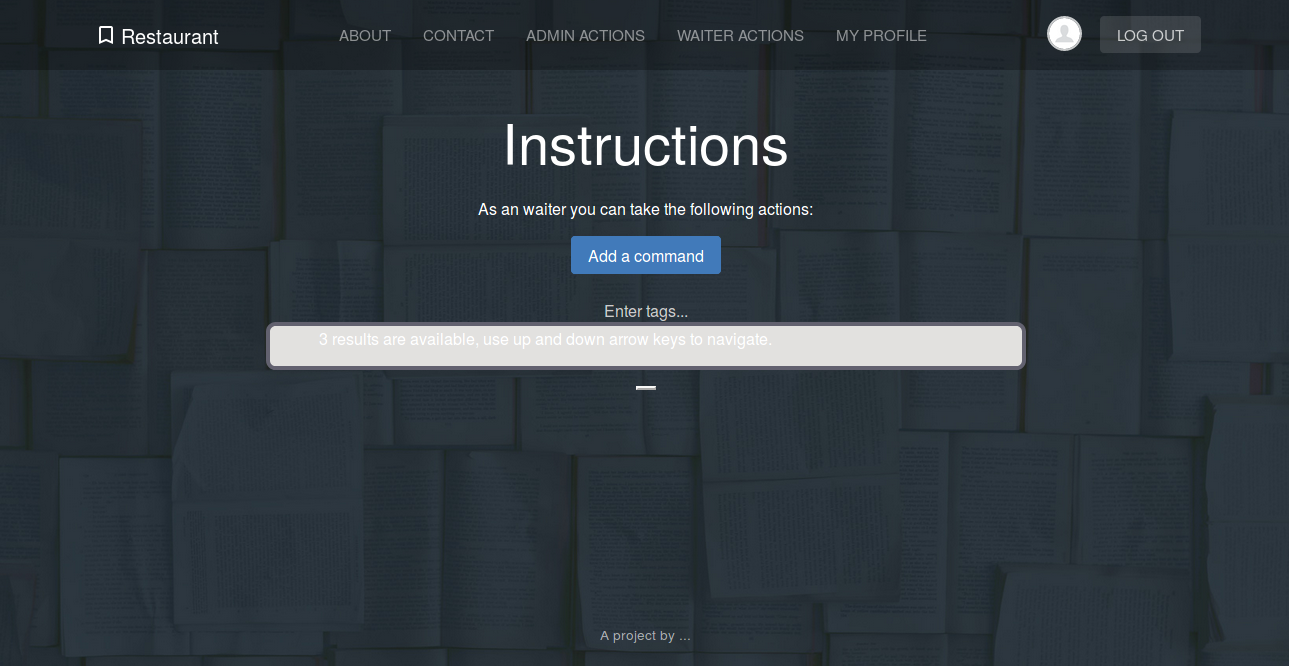 Restaurant
ABOUT CONTACT ADMIN ACTIONS WAITER ACTIONS MY PROFILE LOG OUT
Instructions
As an waiter you can take the following actions:
Add a command
Enter tags...
3 results are available, use up and down arrow keys to navigate.
A project by ...